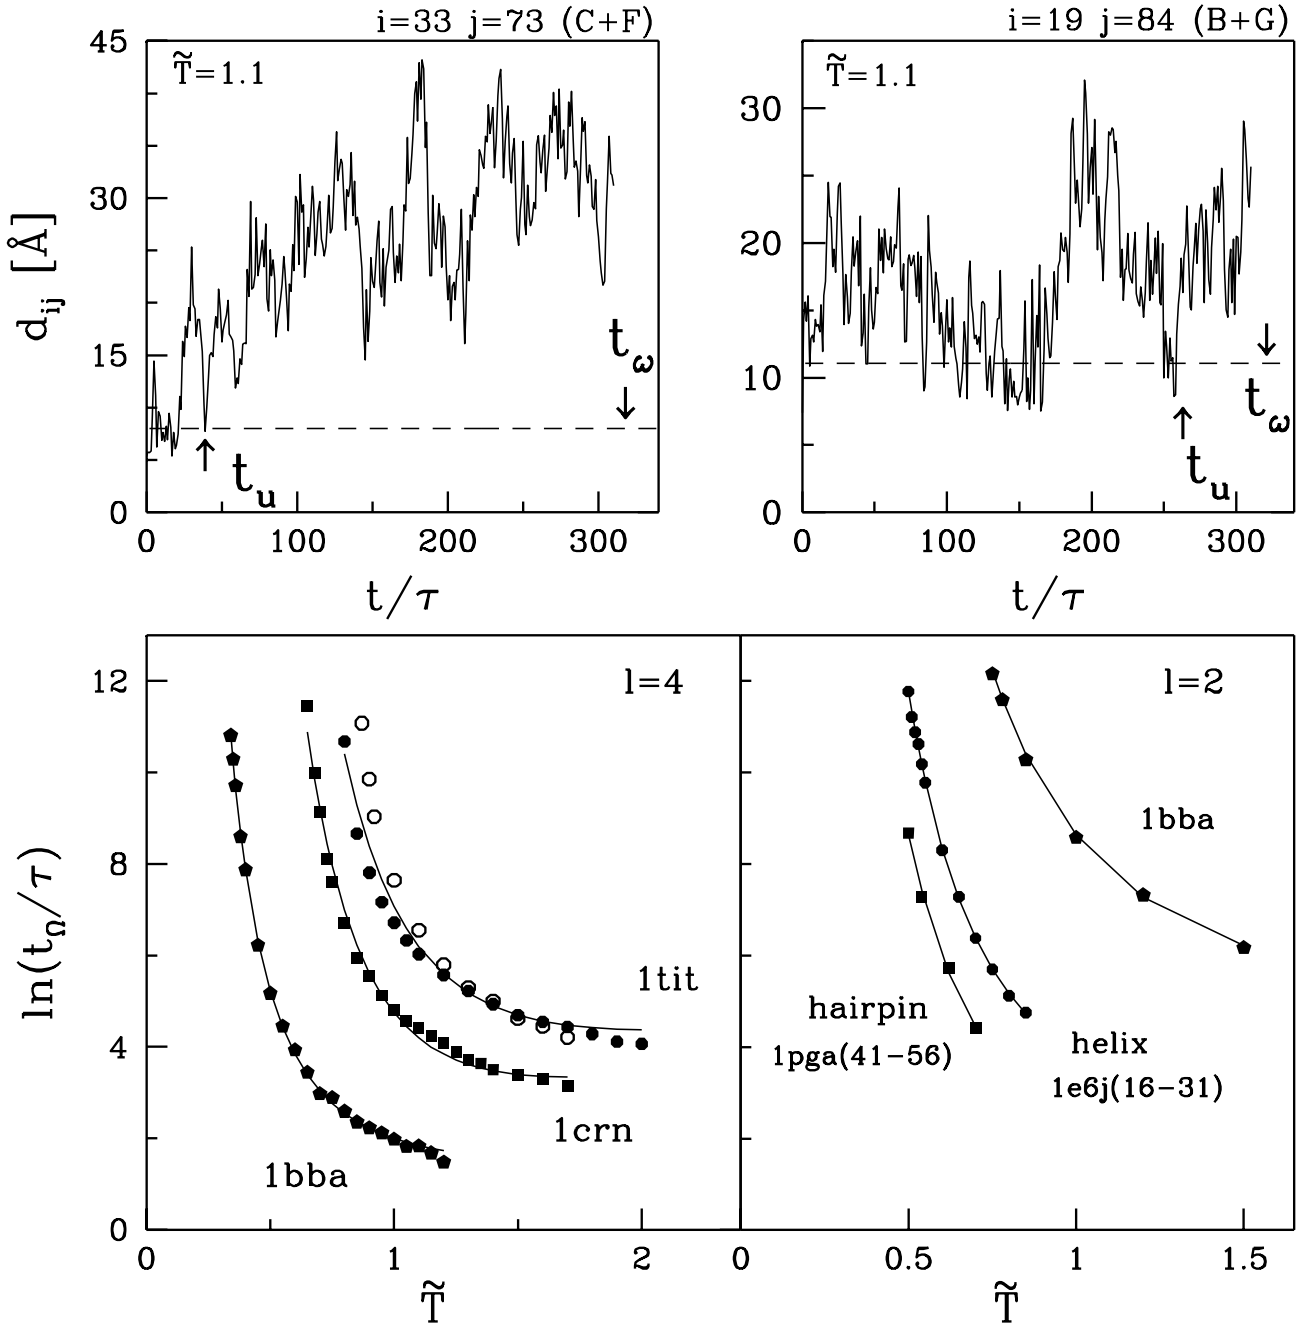 i=33 j=73 (C+F)
i=19 j=84 (B+G)
T̃=1.1
T̃=1.1
45
30
15
0
30
20
10
0
d_ij [Å]
t_ω
t_u
t_ω
t_u
0 100 200 300
0 100 200 300
t/τ
t/τ
12
8
4
0
ln(t_Ω/τ)
l=4
l=2
1tit
1crn
1bba
1bba
hairpin
1pga(41−56)
helix
1e6j(16−31)
0 1 2
0 0.5 1 1.5
T̃
T̃